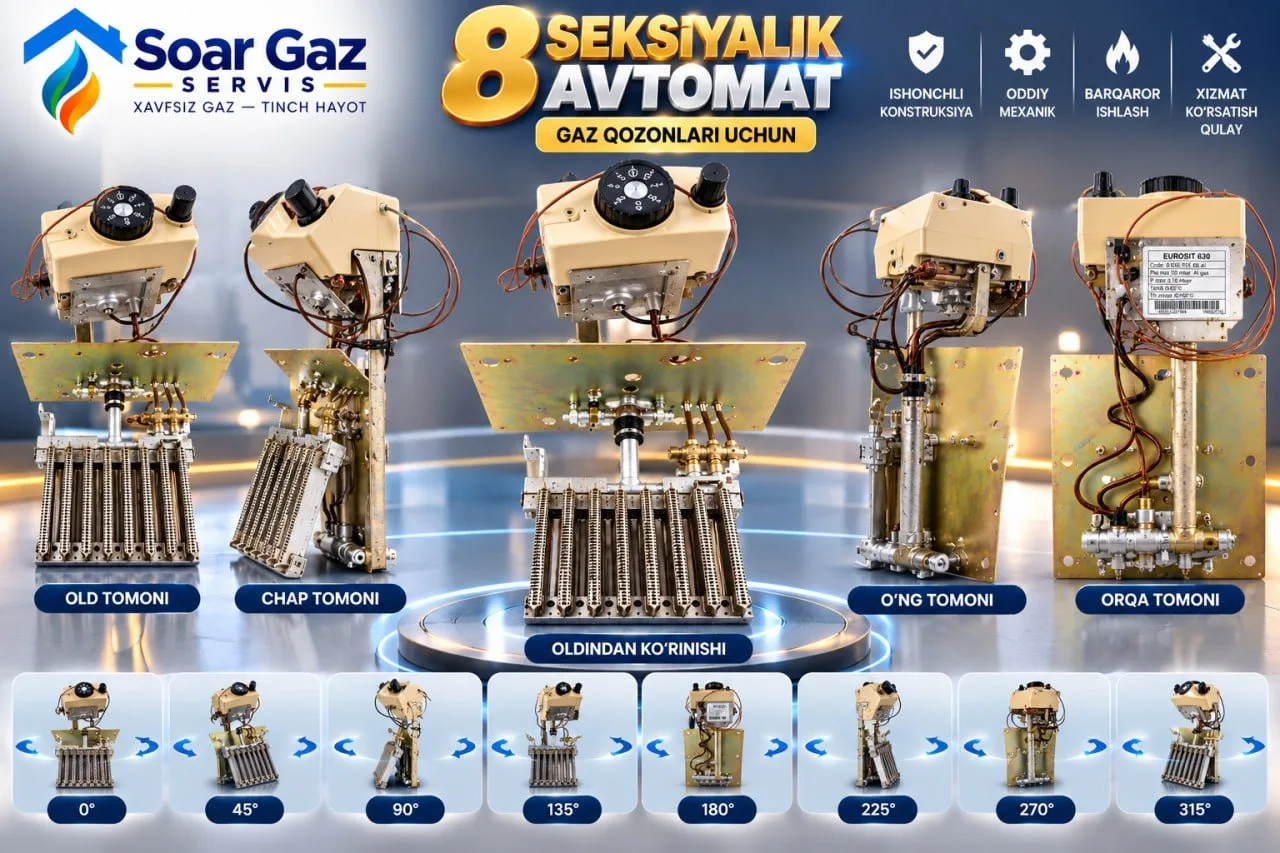 Soar Gaz
SERVIS
XAVFSIZ GAZ — TINCH HAYOT
8 SEKSİYALIK
AVTOMAT
GAZ QOZONLARI UCHUN
ISHONCHLI
KONSTRUKSIYA
ODDIY
MEXANIK
BARQAROR
ISHLASH
XIZMAT
KO‘RSATISH
QULAY
EUROSIT 630
OLD TOMONI
CHAP TOMONI
OLDINDAN KO‘RINISHI
O‘NG TOMONI
ORQA TOMONI
0°
45°
90°
135°
180°
225°
270°
315°